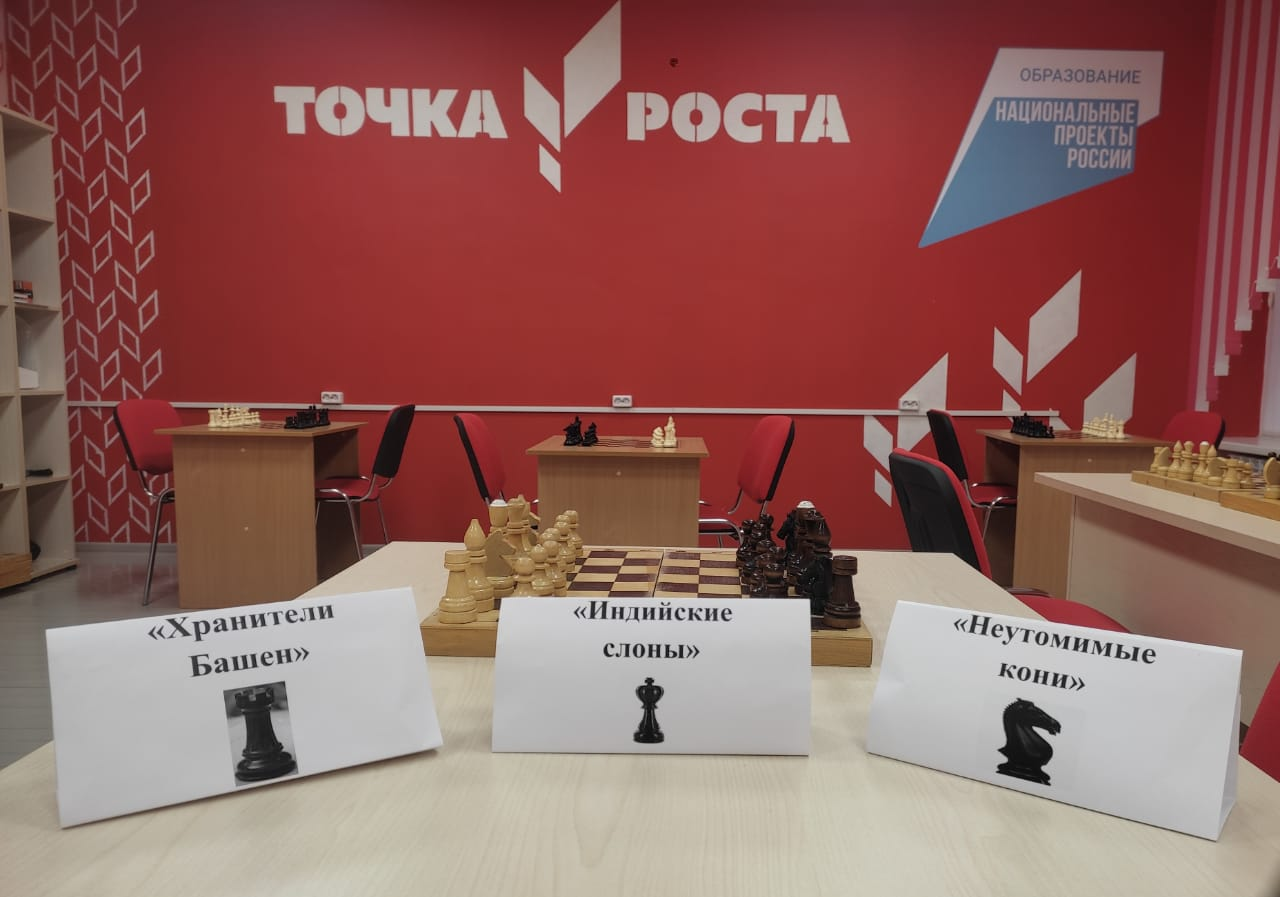 ТОЧКА РОСТА
ОБРАЗОВАНИЕ
НАЦИОНАЛЬНЫЕ
ПРОЕКТЫ
РОССИИ
«Хранители
Башен»
«Индийские
слоны»
«Неутомимые
кони»